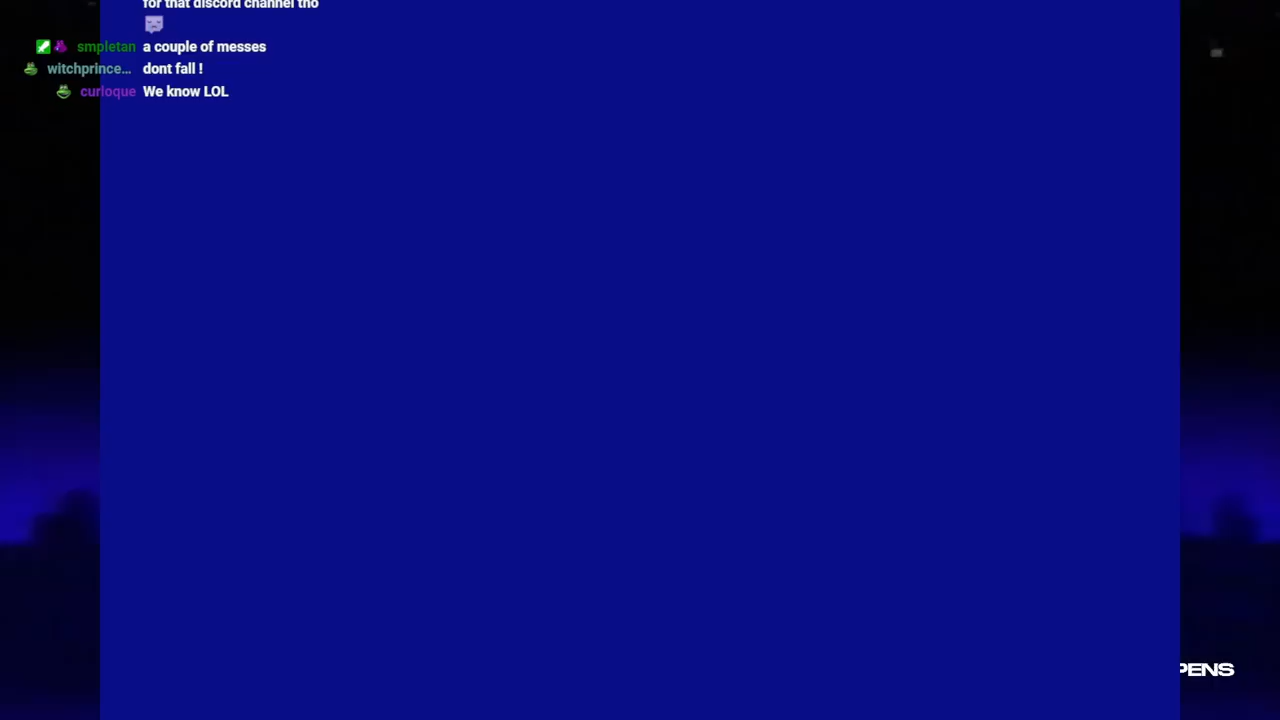 for that discord channel tho
smpletan a couple of messes
witchprince… dont fall !
curloque We know LOL
PENS